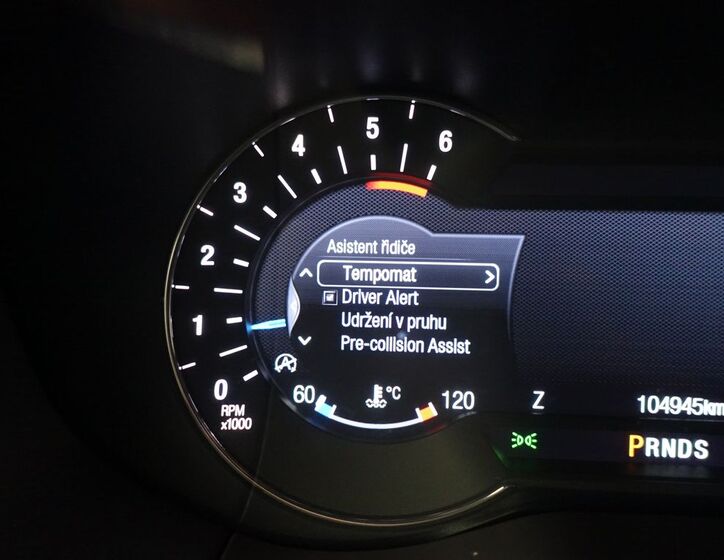 6
5
4
3
2
1
0
RPM
x1000
Asistent řidiče
Tempomat
Driver Alert
Udržení v pruhu
Pre-collision Assist
°C
60 120
Z 104945km
PRNDS